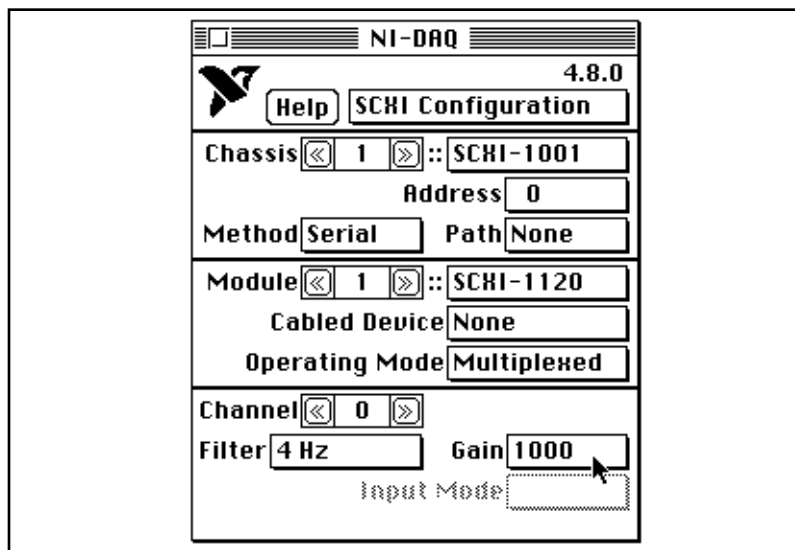 NI-DAQ
4.8.0
Help SCXI Configuration
Chassis « 1 » :: SCXI-1001
Address 0
Method Serial Path None
Module « 1 » :: SCXI-1120
Cabled Device None
Operating Mode Multiplexed
Channel « 0 »
Filter 4 Hz Gain 1000
Input Mode